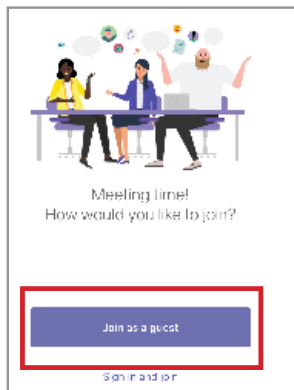 Meeting time!
How would you like to join?
Join as a guest
Sign in and join